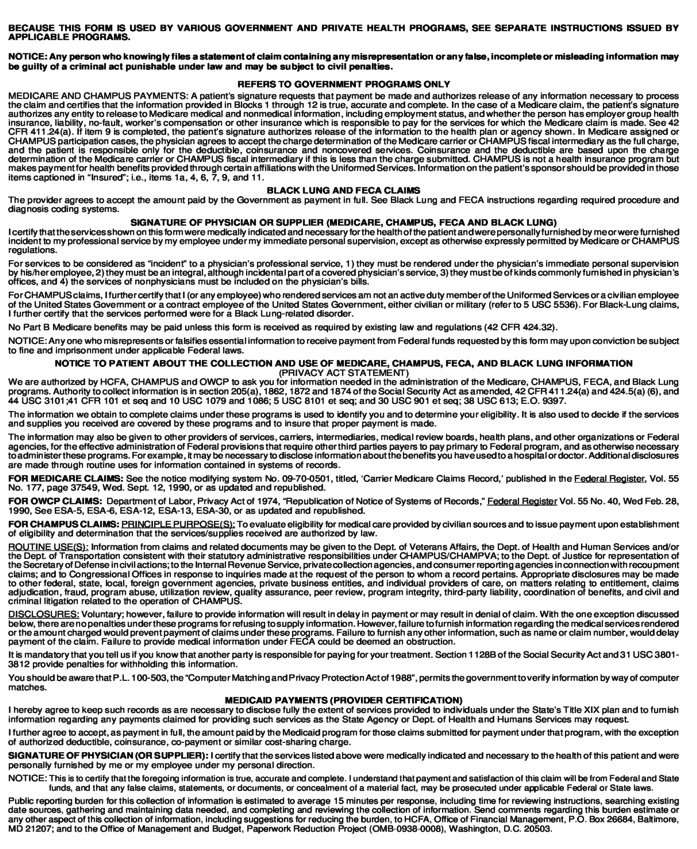 BECAUSE THIS FORM IS USED BY VARIOUS GOVERNMENT AND PRIVATE HEALTH PROGRAMS, SEE SEPARATE INSTRUCTIONS ISSUED BY
APPLICABLE PROGRAMS.
NOTICE: Any person who knowingly files a statement of claim containing any misrepresentation or any false, incomplete or misleading information may
be guilty of a criminal act punishable under law and may be subject to civil penalties.
REFERS TO GOVERNMENT PROGRAMS ONLY
MEDICARE AND CHAMPUS PAYMENTS: A patient's signature requests that payment be made and authorizes release of any information necessary to process
the claim and certifies that the information provided in Blocks 1 through 12 is true, accurate and complete. In the case of a Medicare claim, the patient's signature
authorizes any entity to release to Medicare medical and nonmedical information, including employment status, and whether the person has employer group health
insurance, liability, no-fault, worker's compensation or other insurance which is responsible to pay for the services for which the Medicare claim is made. See 42
CFR 411.24(a). If item 9 is completed, the patient's signature authorizes release of the information to the health plan or agency shown. In Medicare assigned or
CHAMPUS participation cases, the physician agrees to accept the charge determination of the Medicare carrier or CHAMPUS fiscal intermediary as the full charge,
and the patient is responsible only for the deductible, coinsurance and noncovered services. Coinsurance and the deductible are based upon the charge
determination of the Medicare carrier or CHAMPUS fiscal intermediary if this is less than the charge submitted. CHAMPUS is not a health insurance program but
makes payment for health benefits provided through certain affiliations with the Uniformed Services. Information on the patient's sponsor should be provided in those
items captioned in "Insured"; i.e., items 1a, 4, 6, 7, 9, and 11.
BLACK LUNG AND FECA CLAIMS
The provider agrees to accept the amount paid by the Government as payment in full. See Black Lung and FECA instructions regarding required procedure and
diagnosis coding systems.
SIGNATURE OF PHYSICIAN OR SUPPLIER (MEDICARE, CHAMPUS, FECA AND BLACK LUNG)
I certify that the services shown on this form were medically indicated and necessary for the health of the patient and were personally furnished by me or were furnished
incident to my professional service by my employee under my immediate personal supervision, except as otherwise expressly permitted by Medicare or CHAMPUS
regulations.
For services to be considered as "incident" to a physician's professional service, 1) they must be rendered under the physician's immediate personal supervision
by his/her employee, 2) they must be an integral, although incidental part of a covered physician's service, 3) they must be of kinds commonly furnished in physician's
offices, and 4) the services of nonphysicians must be included on the physician's bills.
For CHAMPUS claims, I further certify that I (or any employee) who rendered services am not an active duty member of the Uniformed Services or a civilian employee
of the United States Government or a contract employee of the United States Government, either civilian or military (refer to 5 USC 5536). For Black-Lung claims,
I further certify that the services performed were for a Black Lung-related disorder.
No Part B Medicare benefits may be paid unless this form is received as required by existing law and regulations (42 CFR 424.32).
NOTICE: Any one who misrepresents or falsifies essential information to receive payment from Federal funds requested by this form may upon conviction be subject
to fine and imprisonment under applicable Federal laws.
NOTICE TO PATIENT ABOUT THE COLLECTION AND USE OF MEDICARE, CHAMPUS, FECA, AND BLACK LUNG INFORMATION
(PRIVACY ACT STATEMENT)
We are authorized by HCFA, CHAMPUS and OWCP to ask you for information needed in the administration of the Medicare, CHAMPUS, FECA, and Black Lung
programs. Authority to collect information is in section 205(a), 1862, 1872 and 1874 of the Social Security Act as amended, 42 CFR 411.24(a) and 424.5(a) (6), and
44 USC 3101;41 CFR 101 et seq and 10 USC 1079 and 1086; 5 USC 8101 et seq; and 30 USC 901 et seq; 38 USC 613; E.O. 9397.
The information we obtain to complete claims under these programs is used to identify you and to determine your eligibility. It is also used to decide if the services
and supplies you received are covered by these programs and to insure that proper payment is made.
The information may also be given to other providers of services, carriers, intermediaries, medical review boards, health plans, and other organizations or Federal
agencies, for the effective administration of Federal provisions that require other third parties payers to pay primary to Federal program, and as otherwise necessary
to administer these programs. For example, it may be necessary to disclose information about the benefits you have used to a hospital or doctor. Additional disclosures
are made through routine uses for information contained in systems of records.
FOR MEDICARE CLAIMS: See the notice modifying system No. 09-70-0501, titled, 'Carrier Medicare Claims Record,' published in the Federal Register, Vol. 55
No. 177, page 37549, Wed. Sept. 12, 1990, or as updated and republished.
FOR OWCP CLAIMS: Department of Labor, Privacy Act of 1974, "Republication of Notice of Systems of Records," Federal Register Vol. 55 No. 40, Wed Feb. 28,
1990, See ESA-5, ESA-6, ESA-12, ESA-13, ESA-30, or as updated and republished.
FOR CHAMPUS CLAIMS: PRINCIPLE PURPOSE(S): To evaluate eligibility for medical care provided by civilian sources and to issue payment upon establishment
of eligibility and determination that the services/supplies received are authorized by law.
ROUTINE USE(S): Information from claims and related documents may be given to the Dept. of Veterans Affairs, the Dept. of Health and Human Services and/or
the Dept. of Transportation consistent with their statutory administrative responsibilities under CHAMPUS/CHAMPVA; to the Dept. of Justice for representation of
the Secretary of Defense in civil actions; to the Internal Revenue Service, private collection agencies, and consumer reporting agencies in connection with recoupment
claims; and to Congressional Offices in response to inquiries made at the request of the person to whom a record pertains. Appropriate disclosures may be made
to other federal, state, local, foreign government agencies, private business entities, and individual providers of care, on matters relating to entitlement, claims
adjudication, fraud, program abuse, utilization review, quality assurance, peer review, program integrity, third-party liability, coordination of benefits, and civil and
criminal litigation related to the operation of CHAMPUS.
DISCLOSURES: Voluntary; however, failure to provide information will result in delay in payment or may result in denial of claim. With the one exception discussed
below, there are no penalties under these programs for refusing to supply information. However, failure to furnish information regarding the medical services rendered
or the amount charged would prevent payment of claims under these programs. Failure to furnish any other information, such as name or claim number, would delay
payment of the claim. Failure to provide medical information under FECA could be deemed an obstruction.
It is mandatory that you tell us if you know that another party is responsible for paying for your treatment. Section 1128B of the Social Security Act and 31 USC 3801-
3812 provide penalties for withholding this information.
You should be aware that P.L. 100-503, the "Computer Matching and Privacy Protection Act of 1988", permits the government to verify information by way of computer
matches.
MEDICAID PAYMENTS (PROVIDER CERTIFICATION)
I hereby agree to keep such records as are necessary to disclose fully the extent of services provided to individuals under the State's Title XIX plan and to furnish
information regarding any payments claimed for providing such services as the State Agency or Dept. of Health and Humans Services may request.
I further agree to accept, as payment in full, the amount paid by the Medicaid program for those claims submitted for payment under that program, with the exception
of authorized deductible, coinsurance, co-payment or similar cost-sharing charge.
SIGNATURE OF PHYSICIAN (OR SUPPLIER): I certify that the services listed above were medically indicated and necessary to the health of this patient and were
personally furnished by me or my employee under my personal direction.
NOTICE: This is to certify that the foregoing information is true, accurate and complete. I understand that payment and satisfaction of this claim will be from Federal and State
funds, and that any false claims, statements, or documents, or concealment of a material fact, may be prosecuted under applicable Federal or State laws.
Public reporting burden for this collection of information is estimated to average 15 minutes per response, including time for reviewing instructions, searching existing
date sources, gathering and maintaining data needed, and completing and reviewing the collection of information. Send comments regarding this burden estimate or
any other aspect of this collection of information, including suggestions for reducing the burden, to HCFA, Office of Financial Management, P.O. Box 26684, Baltimore,
MD 21207; and to the Office of Management and Budget, Paperwork Reduction Project (OMB-0938-0008), Washington, D.C. 20503.